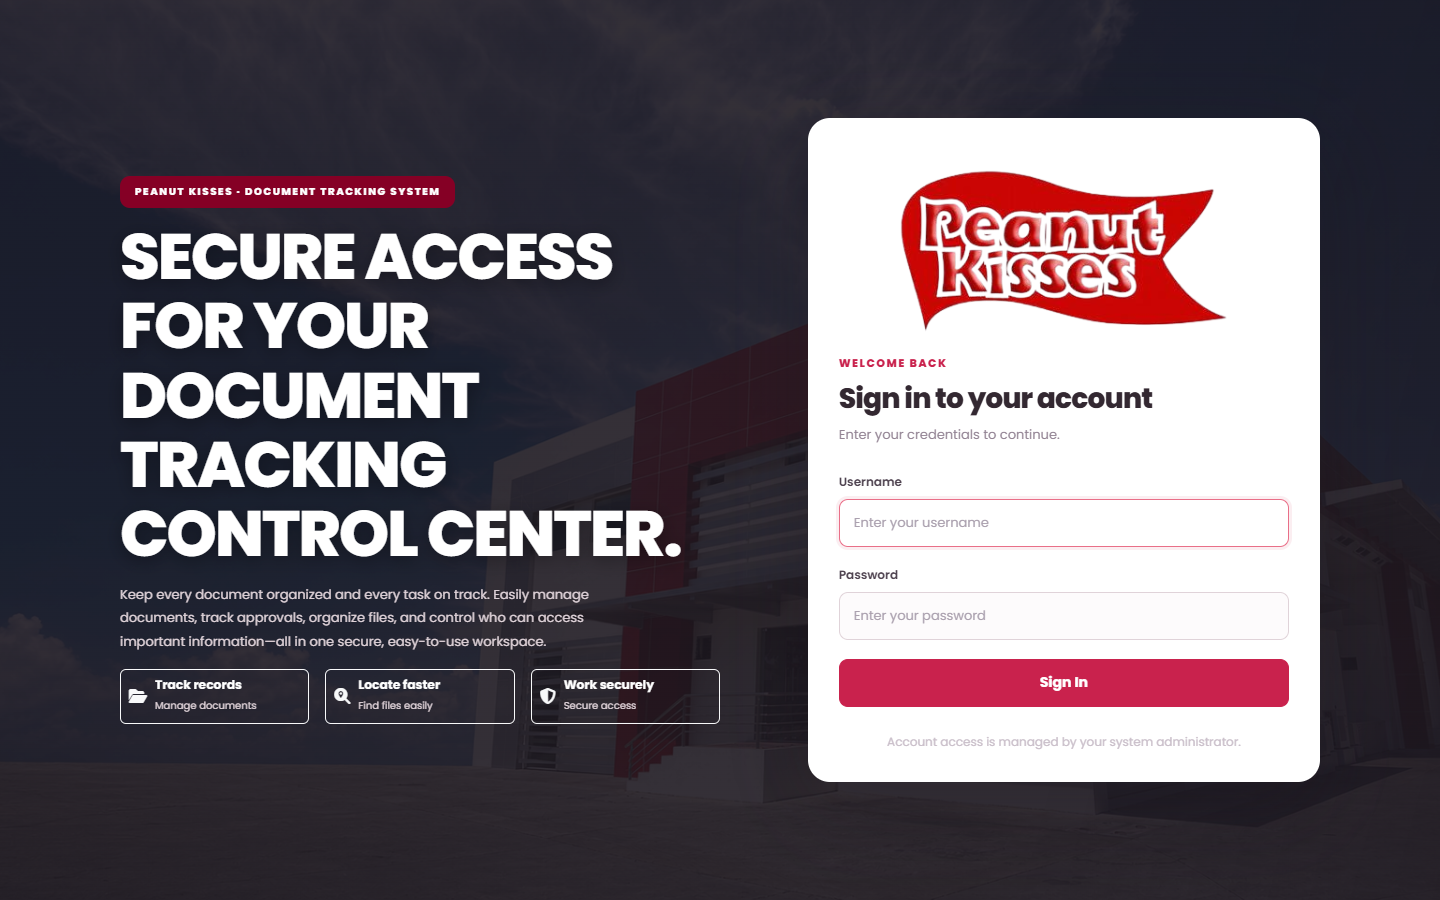 PEANUT KISSES - DOCUMENT TRACKING SYSTEM
SECURE ACCESS
FOR YOUR
DOCUMENT
TRACKING
CONTROL CENTER.
Keep every document organized and every task on track. Easily manage
documents, track approvals, organize files, and control who can access
important information—all in one secure, easy-to-use workspace.
Track records
Manage documents
Locate faster
Find files easily
Work securely
Secure access
Peanut
Kisses
WELCOME BACK
Sign in to your account
Enter your credentials to continue.
Username
Enter your username
Password
Enter your password
Sign In
Account access is managed by your system administrator.